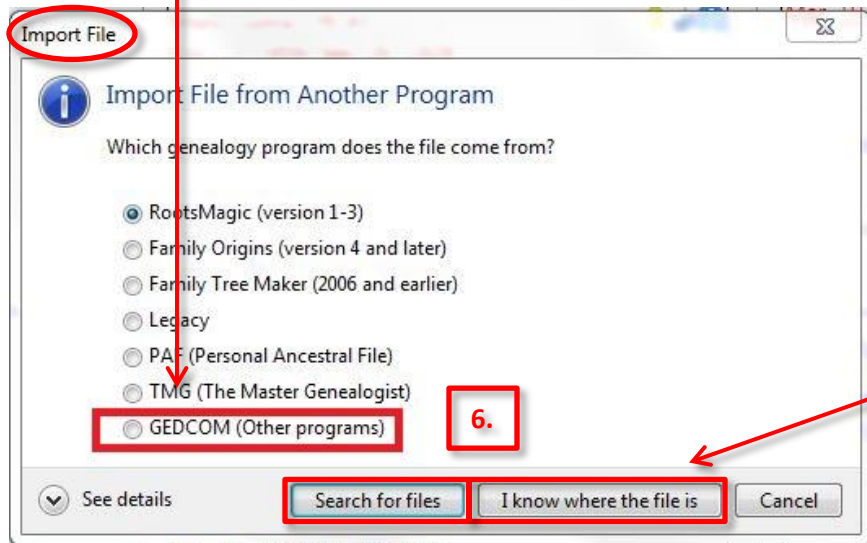 Import File
Import File from Another Program
Which genealogy program does the file come from?
RootsMagic (version 1-3)
Family Origins (version 4 and later)
Family Tree Maker (2006 and earlier)
Legacy
PAF (Personal Ancestral File)
TMG (The Master Genealogist)
GEDCOM (Other programs)
6.
See details
Search for files
I know where the file is
Cancel